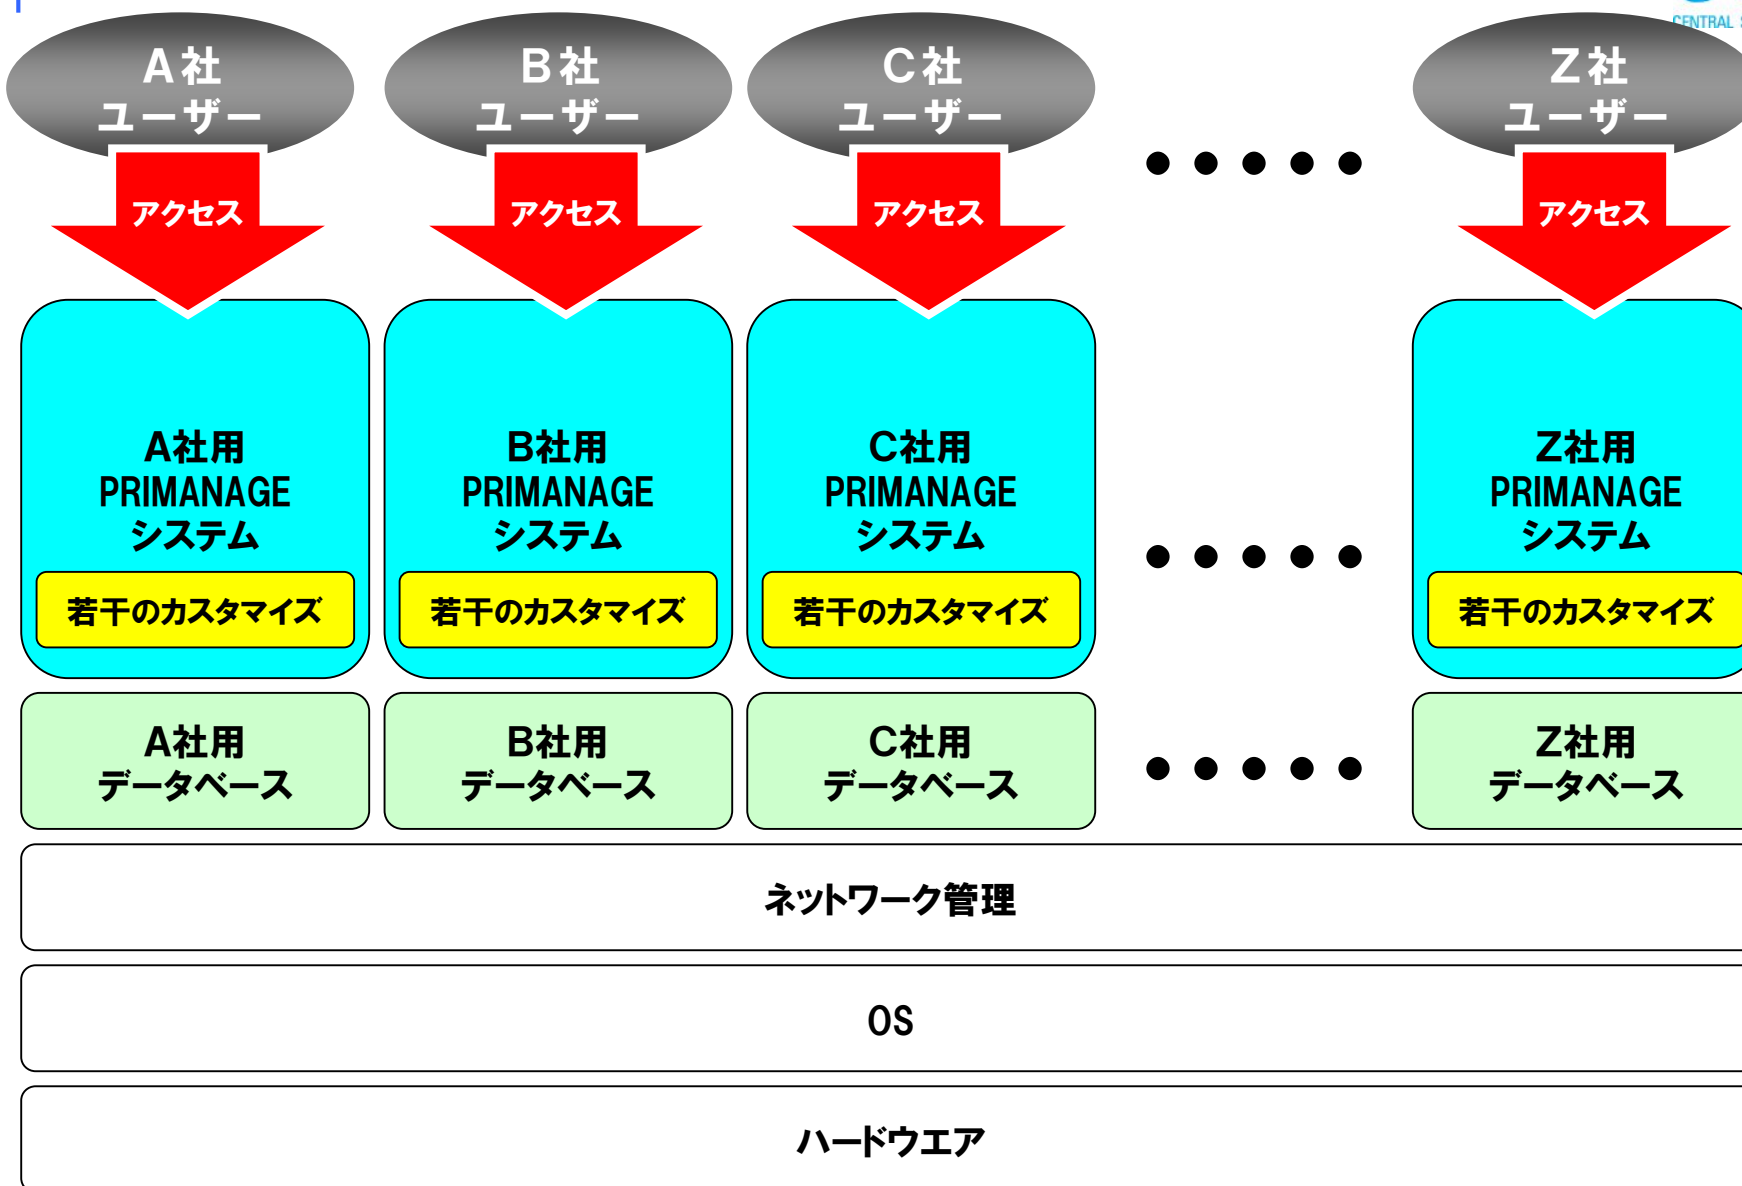 CENTRAL
A社
ユーザー
B社
ユーザー
C社
ユーザー
Z社
ユーザー
アクセス
アクセス
アクセス
アクセス
A社用
PRIMANAGE
システム
若干のカスタマイズ
B社用
PRIMANAGE
システム
若干のカスタマイズ
C社用
PRIMANAGE
システム
若干のカスタマイズ
Z社用
PRIMANAGE
システム
若干のカスタマイズ
A社用
データベース
B社用
データベース
C社用
データベース
Z社用
データベース
ネットワーク管理
OS
ハードウエア